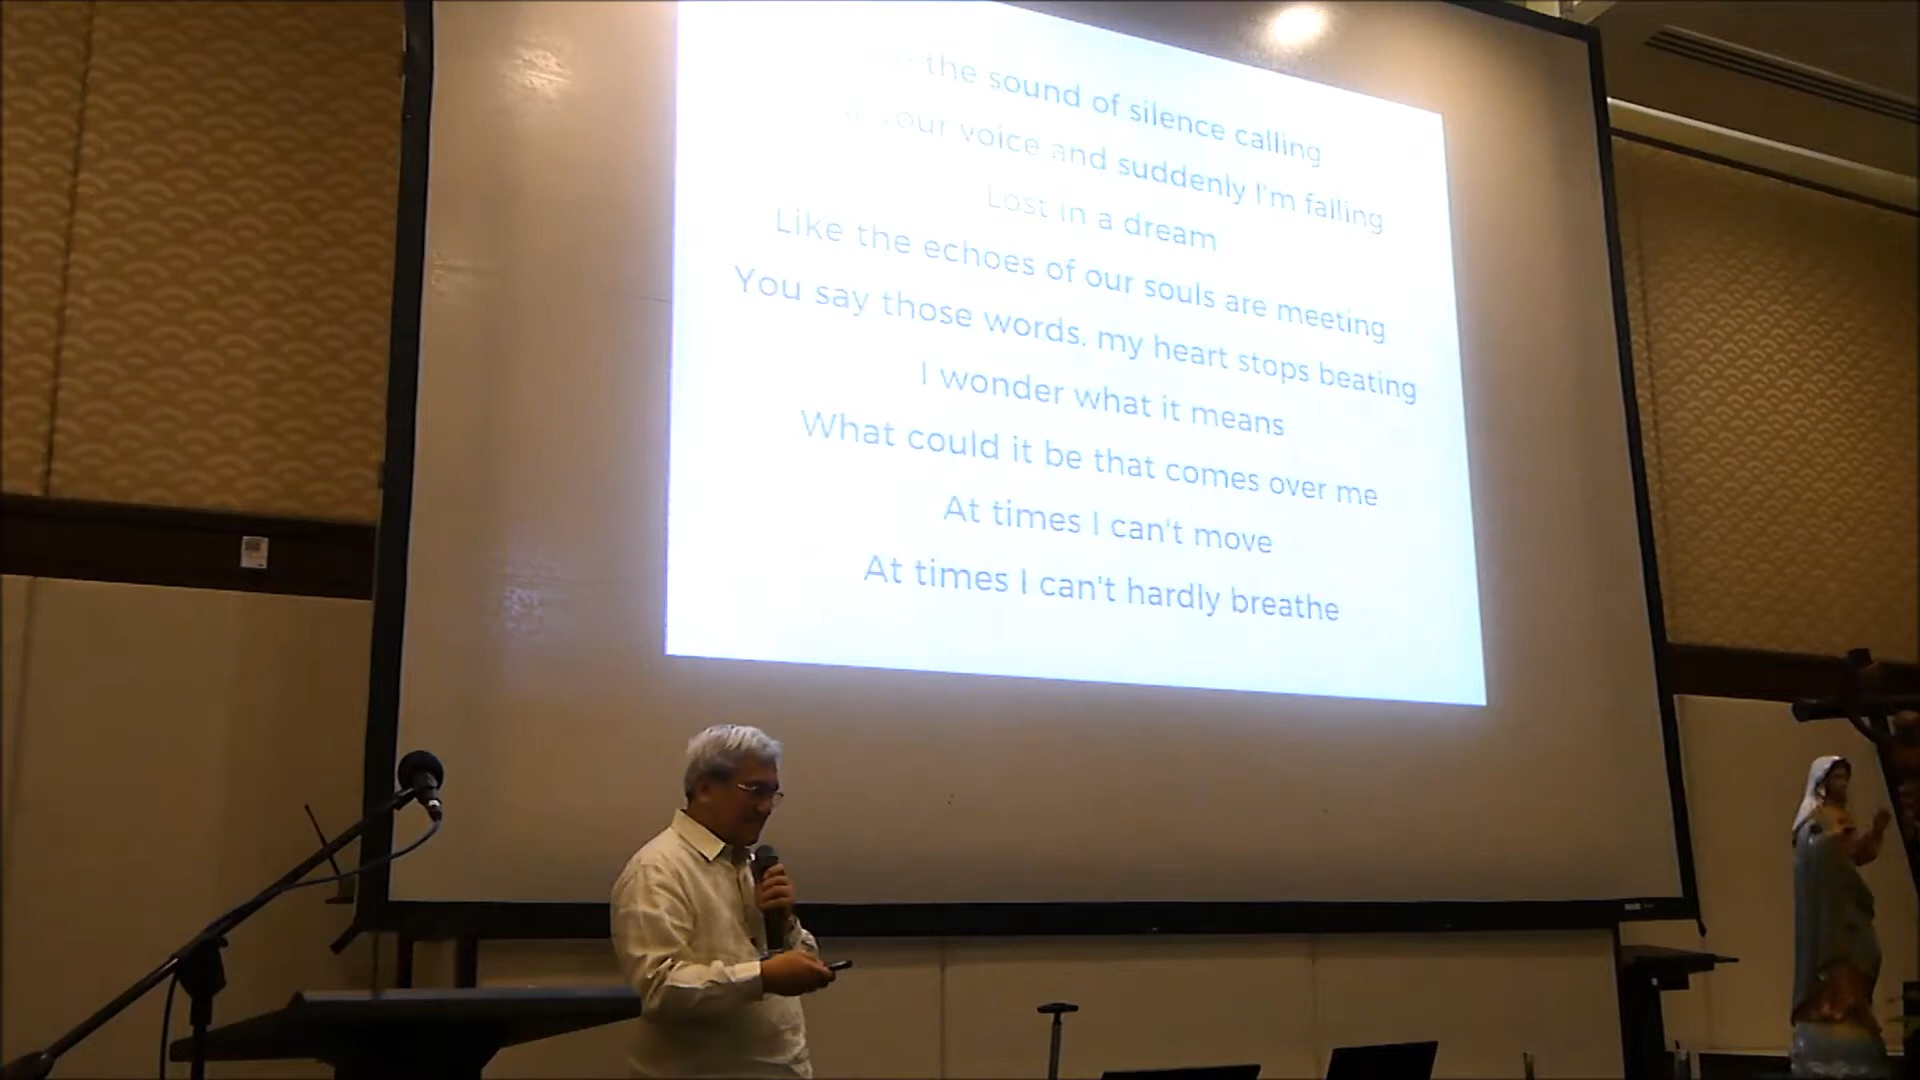 the sound of silence calling
your voice and suddenly I'm falling
Lost in a dream
Like the echoes of our souls are meeting
You say those words, my heart stops beating
I wonder what it means
What could it be that comes over me
At times I can't move
At times I can't hardly breathe